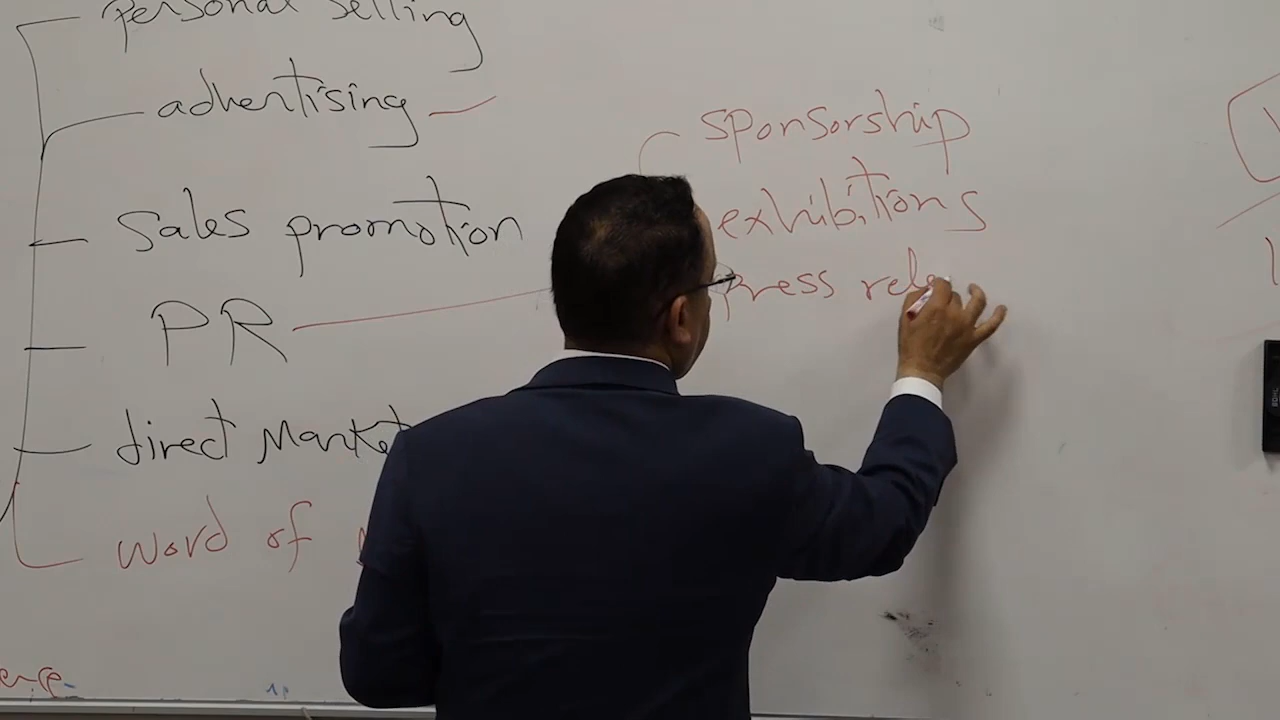 personal selling
advertising
sales promotion
PR
direct Market
word of
sponsorship
exhibitions
press rele